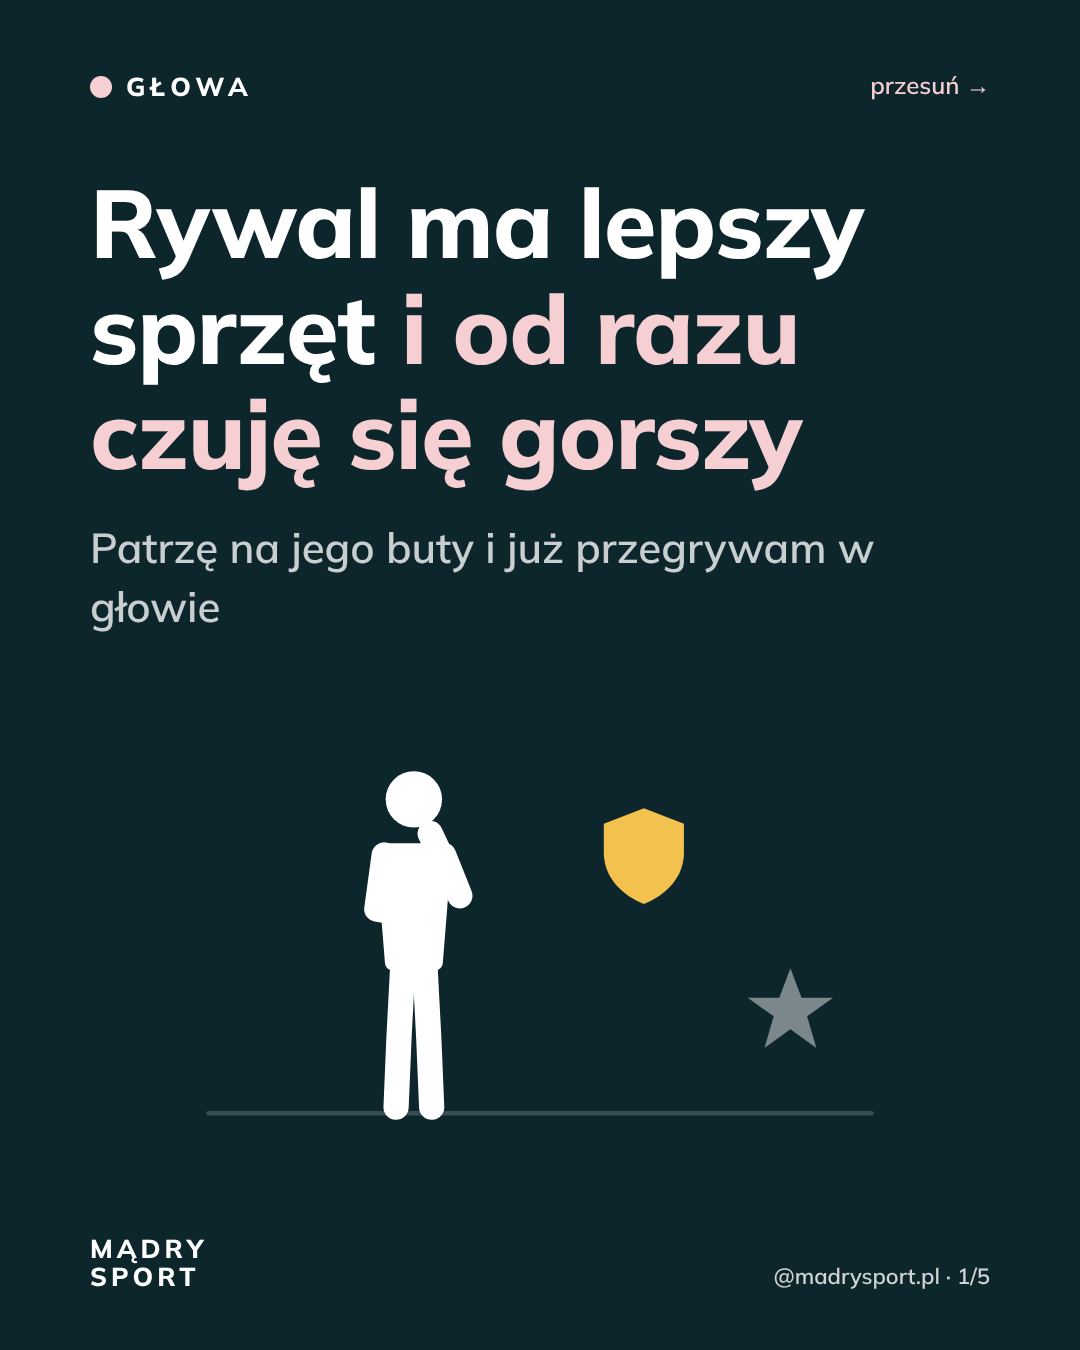 GŁOWA
przesuń →
Rywal ma lepszy
sprzęt i od razu
czuję się gorszy
Patrzę na jego buty i już przegrywam w
głowie
MĄDRY
SPORT
@madrysport.pl · 1/5